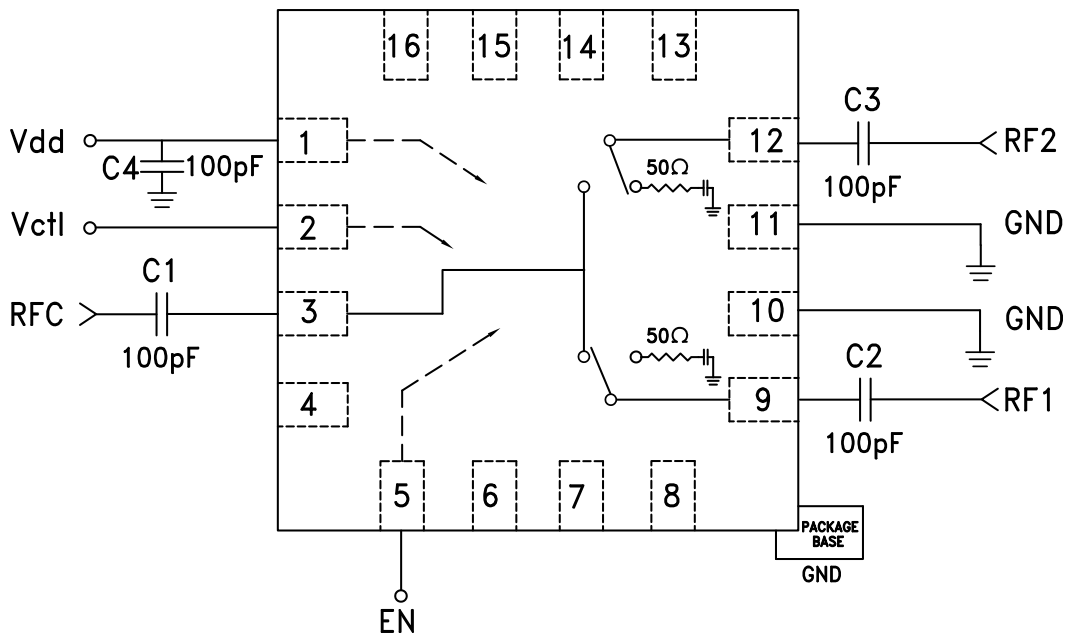 16 15 14 13
Vdd
1
C4
100pF
Vctl
2
C1
RFC
100pF
3
4
5 6 7 8
EN
50Ω
50Ω
12
C3
RF2
100pF
11
GND
10
GND
9
C2
RF1
100pF
PACKAGE
BASE
GND